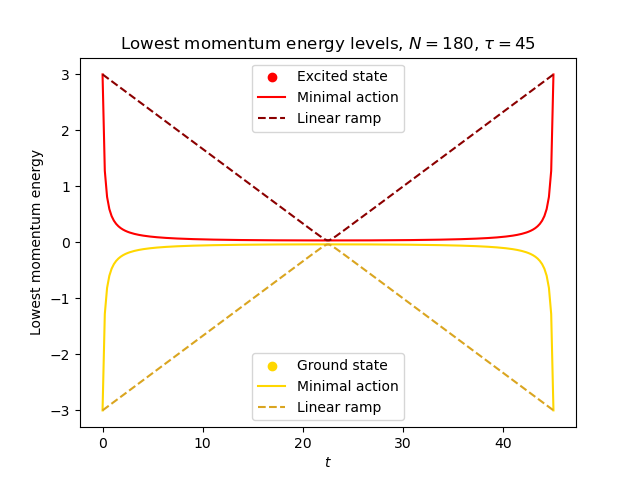 Lowest momentum energy levels, N = 180, τ = 45
Lowest momentum energy
3
2
1
0
−1
−2
−3
Excited state
Minimal action
Linear ramp
Ground state
Minimal action
Linear ramp
0 10 20 30 40
t